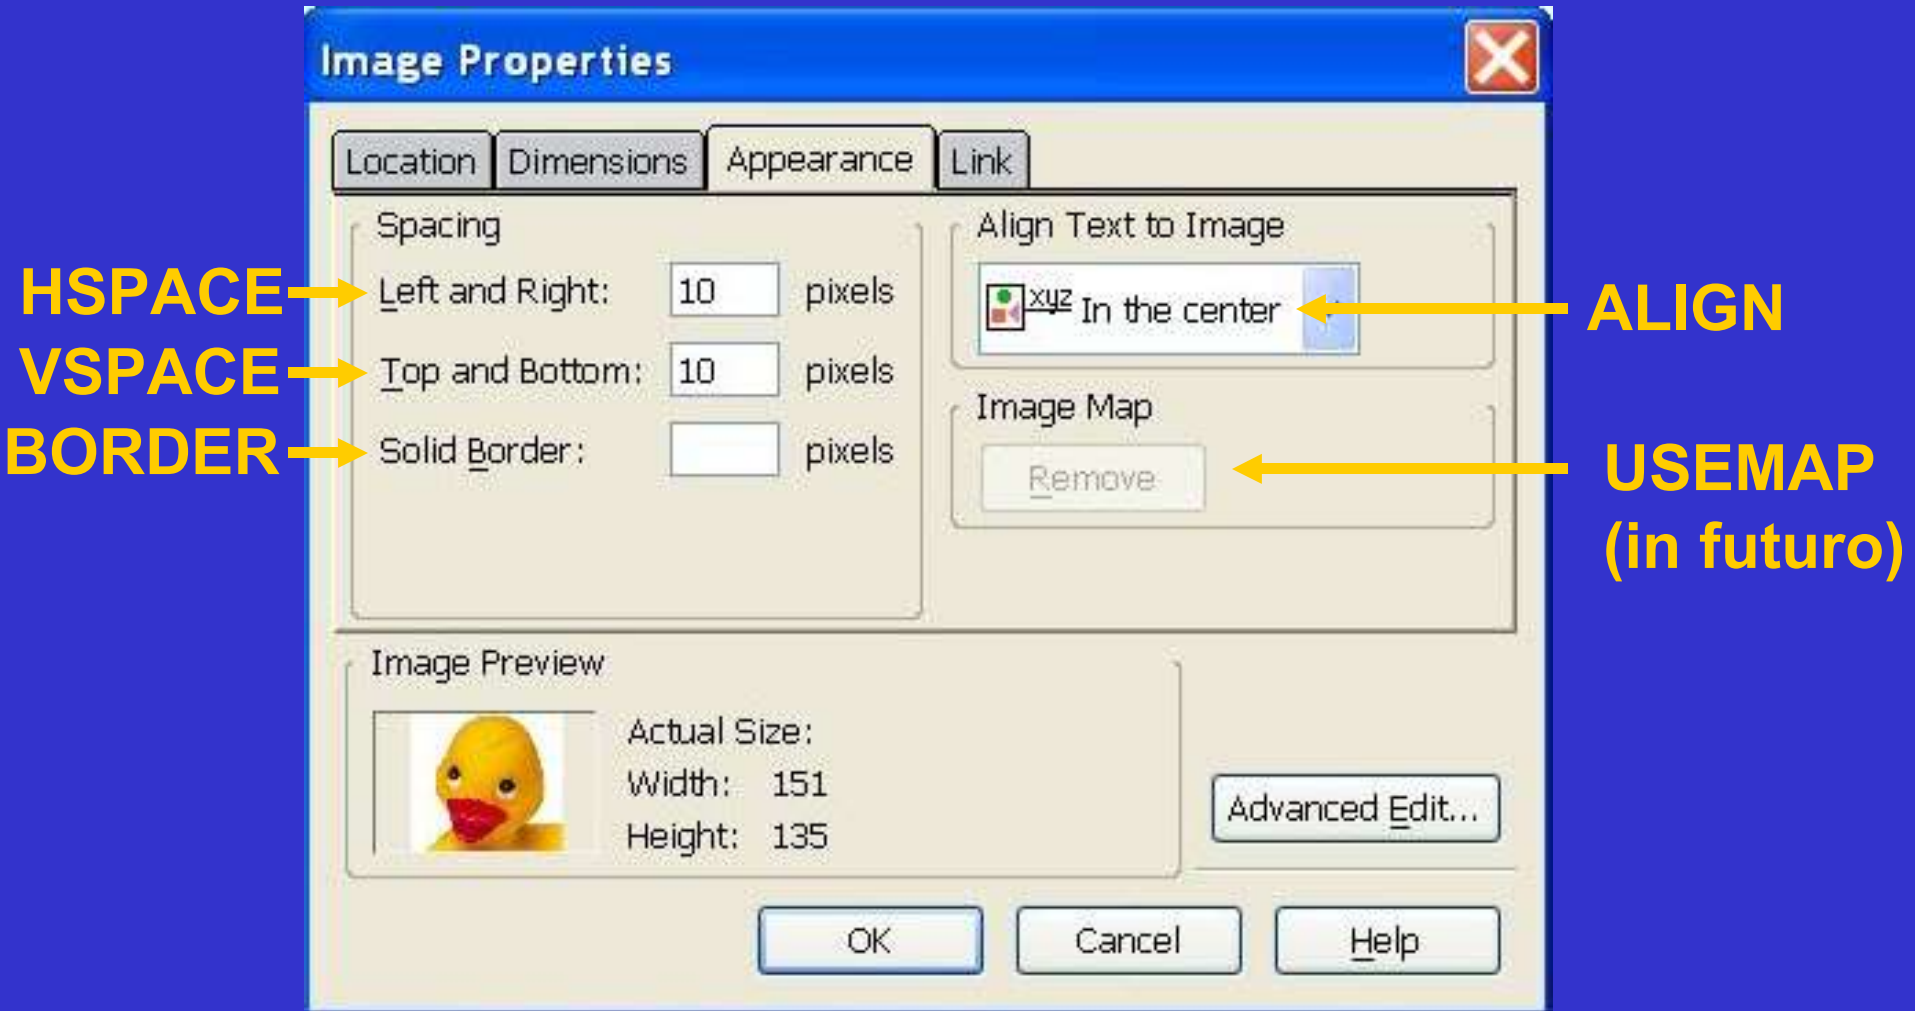 Image Properties
Location Dimensions Appearance Link
Spacing
HSPACE Left and Right: 10 pixels
VSPACE Top and Bottom: 10 pixels
BORDER Solid Border: pixels
Align Text to Image
xyz In the center ALIGN
Image Map
Remove USEMAP
(in futuro)
Image Preview
Actual Size:
Width: 151
Height: 135
Advanced Edit...
OK Cancel Help